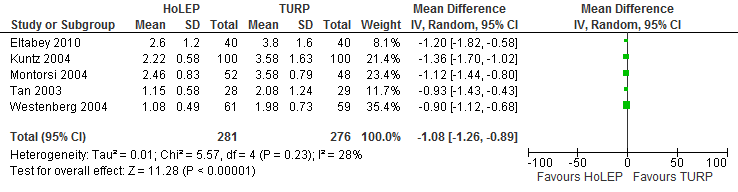 HoLEP TURP Mean Difference Mean Difference
Study or Subgroup Mean SD Total Mean SD Total Weight IV, Random, 95% CI IV, Random, 95% CI
Eltabey 2010 2.6 1.2 40 3.8 1.6 40 8.1% -1.20 [-1.82, -0.58]
Kuntz 2004 2.22 0.58 100 3.58 1.63 100 21.4% -1.36 [-1.70, -1.02]
Montorsi 2004 2.46 0.83 52 3.58 0.78 48 23.4% -1.12 [-1.44, -0.80]
Tan 2003 1.15 0.58 28 2.08 1.24 29 11.7% -0.93 [-1.43, -0.43]
Westenberg 2004 1.08 0.49 61 1.98 0.73 59 35.4% -0.90 [-1.12, -0.68]
Total (95% CI) 281 276 100.0% -1.08 [-1.26, -0.89]
Heterogeneity: Tau² = 0.01; Chi² = 5.57, df = 4 (P = 0.23); I² = 28%
Test for overall effect: Z = 11.28 (P < 0.00001)
-100 -50 0 50 100
Favours HoLEP Favours TURP